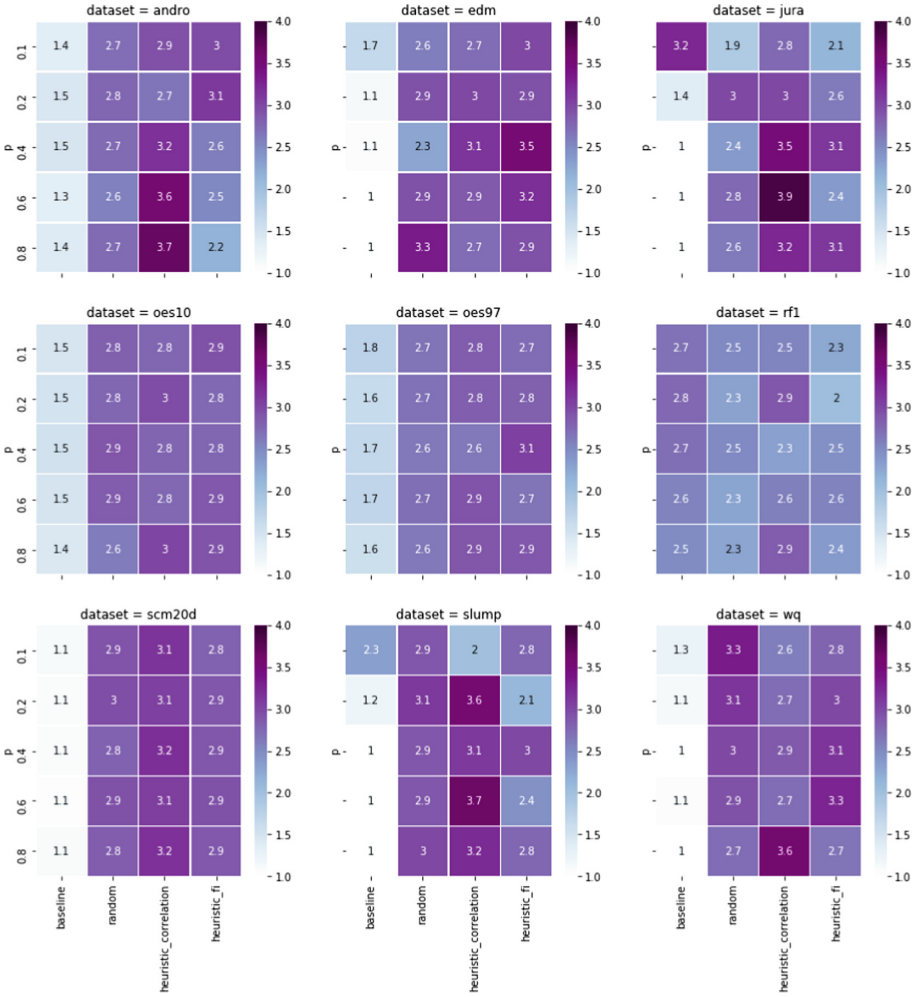 dataset = andro
dataset = edm
dataset = jura
p
0.1 1.4 2.7 2.9 3
0.2 1.5 2.8 2.7 3.1
0.4 1.5 2.7 3.2 2.6
0.6 1.3 2.6 3.6 2.5
0.8 1.4 2.7 3.7 2.2
4.0
3.5
3.0
2.5
2.0
1.5
1.0
p
1.7 2.6 2.7 3
1.1 2.9 3 2.9
1.1 2.3 3.1 3.5
1 2.9 2.9 3.2
1 3.3 2.7 2.9
4.0
3.5
3.0
2.5
2.0
1.5
1.0
p
3.2 1.9 2.8 2.1
1.4 3 3 2.6
1 2.4 3.5 3.1
1 2.8 3.9 2.4
1 2.6 3.2 3.1
4.0
3.5
3.0
2.5
2.0
1.5
1.0
dataset = oes10
dataset = oes97
dataset = rf1
p
0.1 1.5 2.8 2.8 2.9
0.2 1.5 2.8 3 2.8
0.4 1.5 2.9 2.8 2.8
0.6 1.5 2.9 2.8 2.9
0.8 1.4 2.6 3 2.9
4.0
3.5
3.0
2.5
2.0
1.5
1.0
p
1.8 2.7 2.8 2.7
1.6 2.7 2.8 2.8
1.7 2.6 2.6 3.1
1.7 2.7 2.9 2.7
1.6 2.6 2.9 2.9
4.0
3.5
3.0
2.5
2.0
1.5
1.0
p
2.7 2.5 2.5 2.3
2.8 2.3 2.9 2
2.7 2.5 2.3 2.5
2.6 2.3 2.6 2.6
2.5 2.3 2.9 2.4
4.0
3.5
3.0
2.5
2.0
1.5
1.0
dataset = scm20d
dataset = slump
dataset = wq
p
0.1 1.1 2.9 3.1 2.8
0.2 1.1 3 3.1 2.9
0.4 1.1 2.8 3.2 2.9
0.6 1.1 2.9 3.1 2.9
0.8 1.1 2.8 3.2 2.9
4.0
3.5
3.0
2.5
2.0
1.5
1.0
baseline
random
heuristic_correlation
heuristic_fi
p
2.3 2.9 2 2.8
1.2 3.1 3.6 2.1
1 2.9 3.1 3
1 2.9 3.7 2.4
1 3 3.2 2.8
4.0
3.5
3.0
2.5
2.0
1.5
1.0
baseline
random
heuristic_correlation
heuristic_fi
p
1.3 3.3 2.6 2.8
1.1 3.1 2.7 3
1 3 2.9 3.1
1.1 2.9 2.7 3.3
1 2.7 3.6 2.7
4.0
3.5
3.0
2.5
2.0
1.5
1.0
baseline
random
heuristic_correlation
heuristic_fi